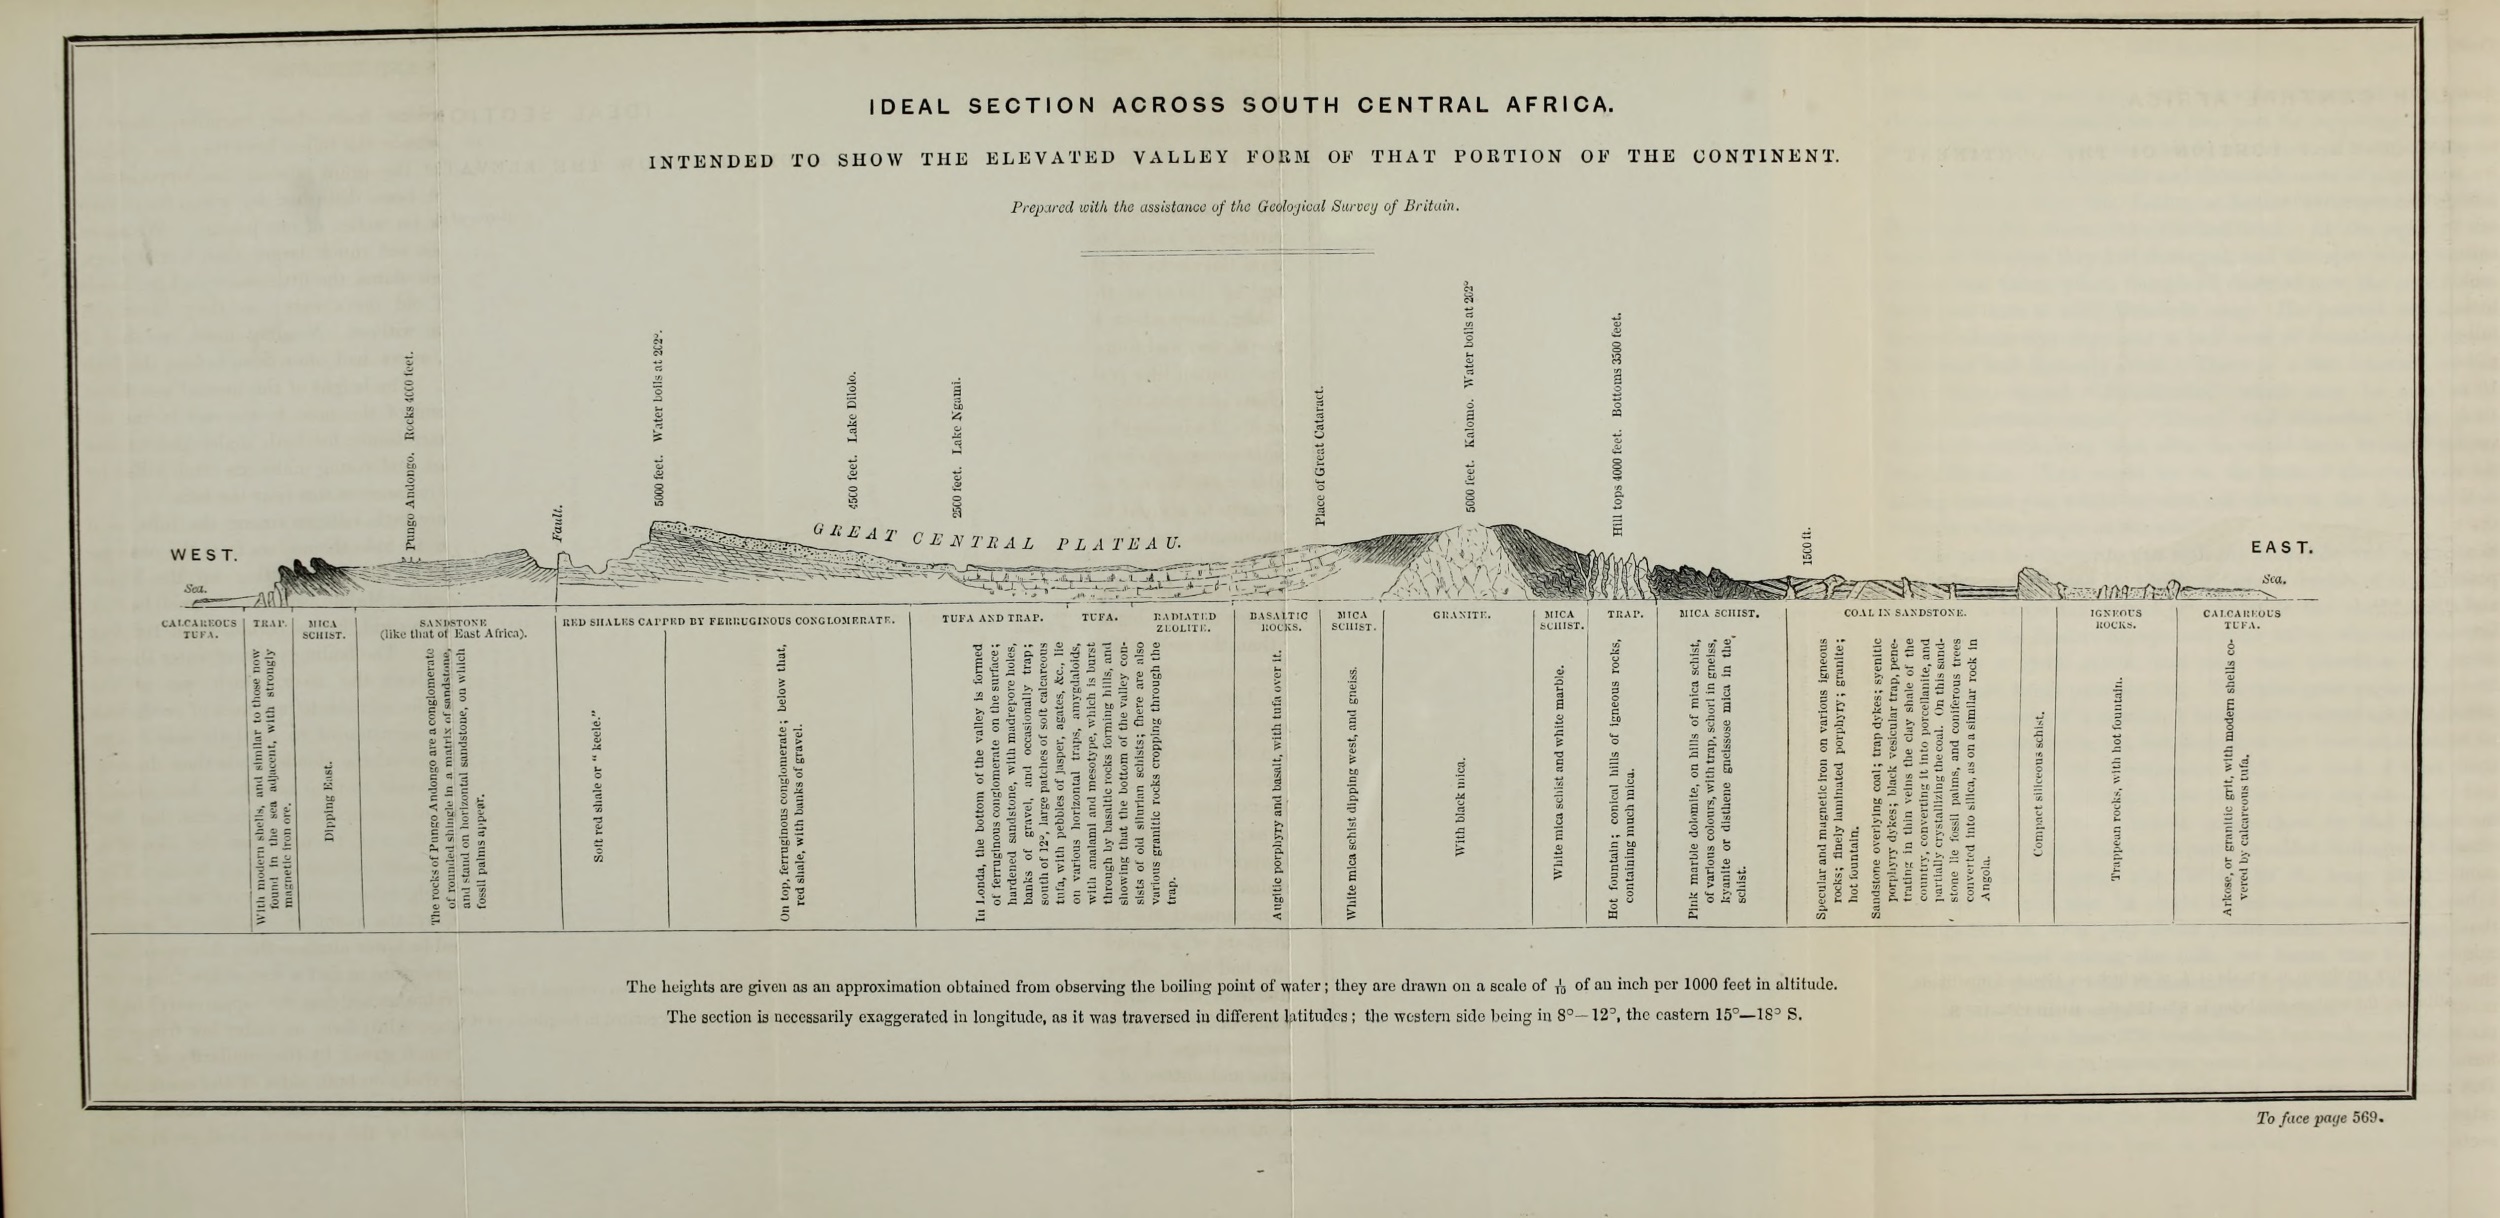 IDEAL SECTION ACROSS SOUTH CENTRAL AFRICA.
INTENDED TO SHOW THE ELEVATED VALLEY FORM OF THAT PORTION OF THE CONTINENT.
Prepared with the assistance of the Geological Survey of Britain.
WEST.
Sea.
Pungo Andongo. Rocks 4000 feet.
Fault.
5000 feet. Water boils at 202°.
4500 feet. Lake Dilolo.
2500 feet. Lake Ngami.
GREAT CENTRAL PLATEAU.
Place of Great Cataract.
5000 feet. Kalomo. Water boils at 202°
Hill tops 4000 feet. Bottoms 3500 feet.
1500 ft.
EAST.
Sea.
CALCAREOUS
TUFA.
TRAP.
With modern shells, and similar to those now
found in the sea adjacent, with strongly
magnetic iron ore.
MICA
SCHIST.
Dipping East.
SANDSTONE
(like that of East Africa).
The rocks of Pungo Andongo are a conglomerate
of rounded shingle in a matrix of sandstone,
and stand on horizontal sandstone, on which
fossil palms appear.
RED SHALES CAPPED BY FERRUGINOUS CONGLOMERATE.
Soft red shale or "keele."
On top, ferruginous conglomerate; below that,
red shale, with banks of gravel.
TUFA AND TRAP.
TUFA.
RADIATED
ZEOLITE.
In Londa, the bottom of the valley is formed
of ferruginous conglomerate on the surface;
hardened sandstone, with madrepore holes,
banks of gravel, and occasionally trap;
south of 12°, large patches of soft calcareous
tufa, with pebbles of jasper, agates, &c., lie
on various horizontal traps, amygdaloids,
with analami and mesotype, which is burst
through by basaltic rocks forming hills, and
showing that the bottom of the valley con-
sists of old silurian schists; there are also
various granitic rocks cropping through the
trap.
BASALTIC
ROCKS.
Augitic porphyry and basalt, with tufa over it.
MICA
SCHIST.
White mica schist dipping west, and gneiss.
GRANITE.
With black mica.
MICA
SCHIST.
White mica schist and white marble.
TRAP.
Hot fountain; conical hills of igneous rocks,
containing much mica.
MICA SCHIST.
Pink marble dolomite, on hills of mica schist,
of various colours, with trap, schorl in gneiss,
kyanite or disthene gneissose mica in the
schist.
COAL IN SANDSTONE.
Specular and magnetic iron on various igneous
rocks; finely laminated porphyry; granite;
hot fountain.
Sandstone overlying coal; trap dykes; syenitic
porphyry dykes; black vesicular trap, pene-
trating in thin veins the clay shale of the
country, converting it into porcellanite, and
partially crystallizing the coal. On this sand-
stone lie fossil palms, and coniferous trees
converted into silica, as on a similar rock in
Angola.
Compact siliceous schist.
IGNEOUS
ROCKS.
Trappean rocks, with hot fountain.
CALCAREOUS
TUFA.
Arkose, or granitic grit, with modern shells co-
vered by calcareous tufa.
The heights are given as an approximation obtained from observing the boiling point of water; they are drawn on a scale of 1/10 of an inch per 1000 feet in altitude.
The section is necessarily exaggerated in longitude, as it was traversed in different latitudes; the western side being in 8°—12°, the eastern 15°—18° S.
To face page 569.